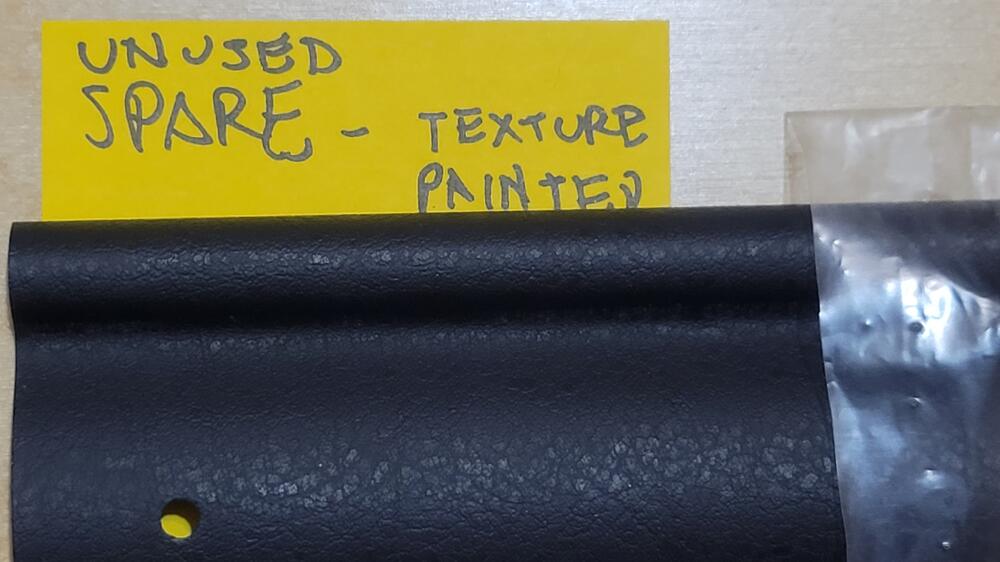 UNUSED
SPARE - TEXTURE
PAINTED